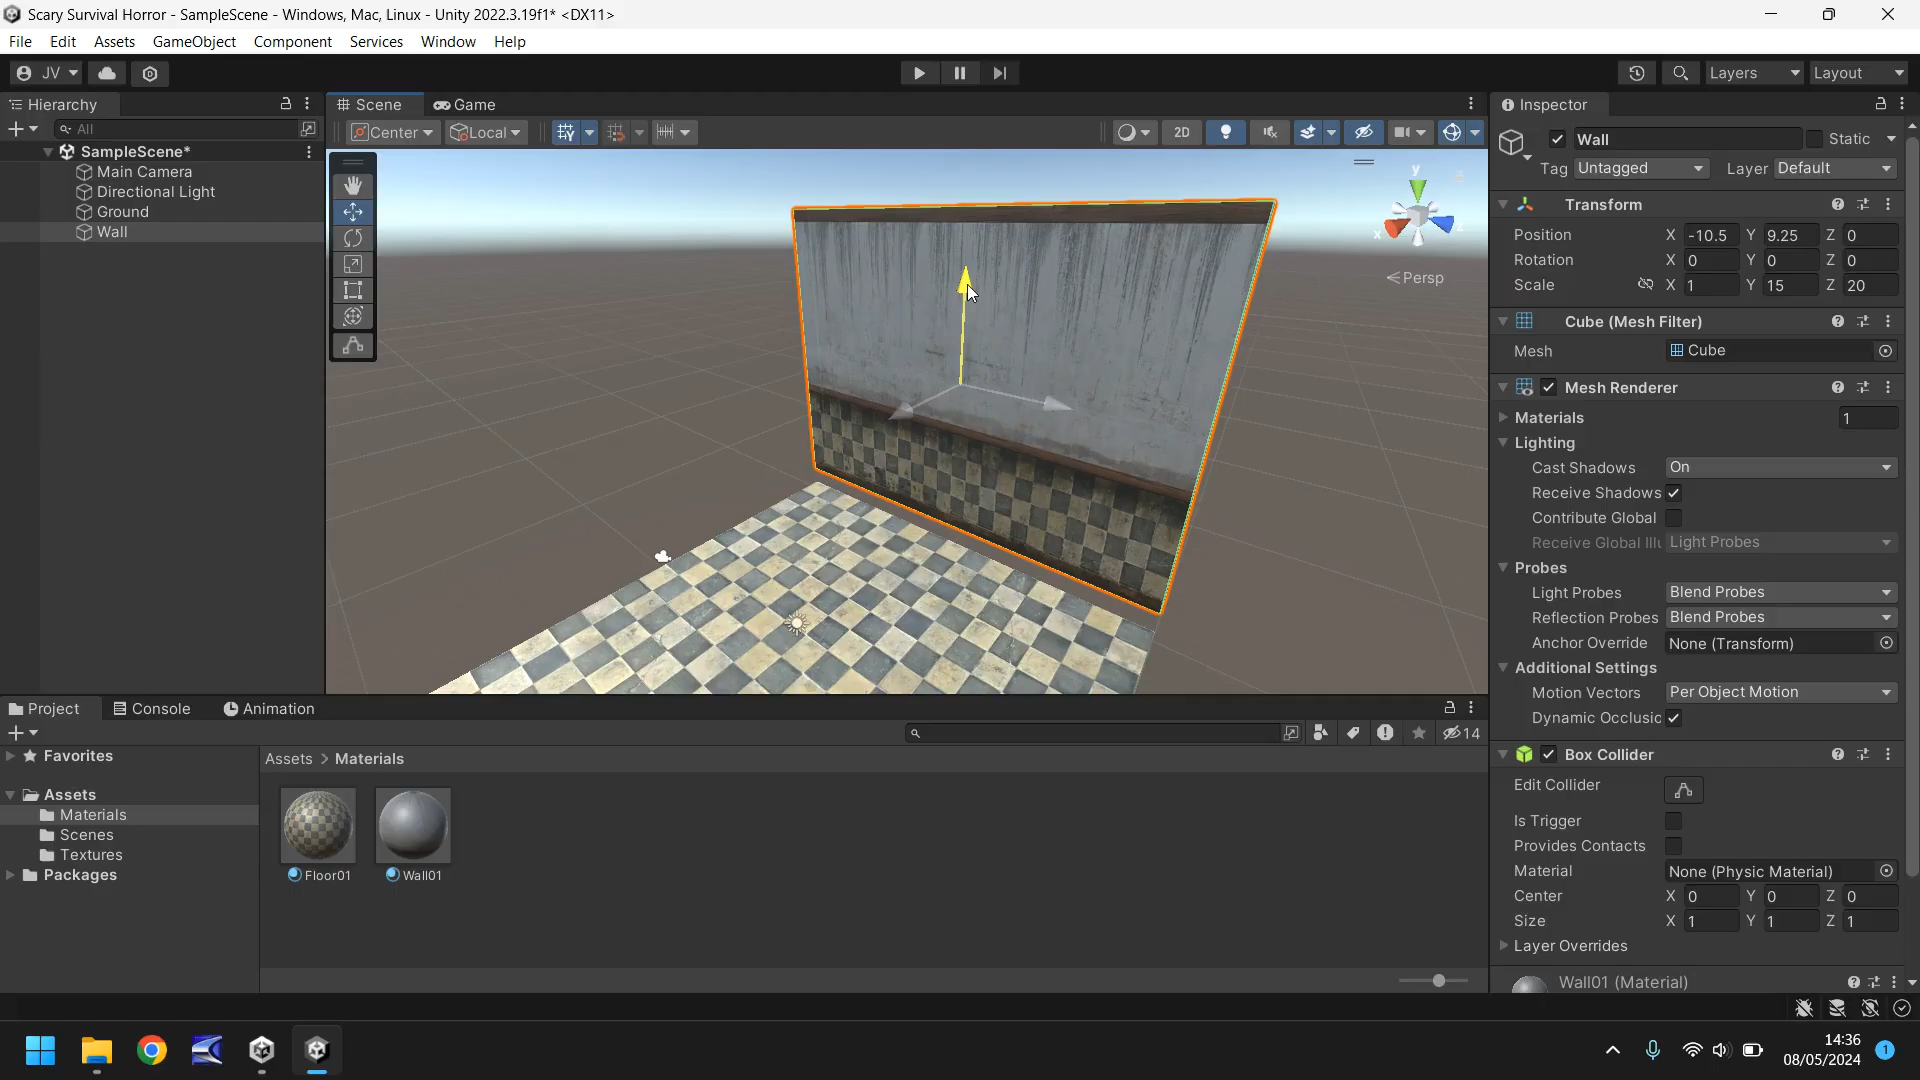 Scary Survival Horror - SampleScene - Windows, Mac, Linux - Unity 2022.3.19f1* <DX11>
File Edit Assets GameObject Component Services Window Help
JV Layers Layout
Hierarchy
All
SampleScene*
Main Camera
Directional Light
Ground
Wall
Scene Game
Center Local 2D
y
x
z
Persp
Inspector
Wall Static
Tag Untagged Layer Default
Transform
Position X -10.5 Y 9.25 Z 0
Rotation X 0 Y 0 Z 0
Scale X 1 Y 15 Z 20
Cube (Mesh Filter)
Mesh Cube
Mesh Renderer
Materials 1
Lighting
Cast Shadows On
Receive Shadows
Contribute Global
Receive Global Illu Light Probes
Probes
Light Probes Blend Probes
Reflection Probes Blend Probes
Anchor Override None (Transform)
Additional Settings
Motion Vectors Per Object Motion
Dynamic Occlusic
Box Collider
Edit Collider
Is Trigger
Provides Contacts
Material None (Physic Material)
Center X 0 Y 0 Z 0
Size X 1 Y 1 Z 1
Layer Overrides
Wall01 (Material)
Project Console Animation
14
Favorites
Assets
Materials
Scenes
Textures
Packages
Assets > Materials
Floor01 Wall01
14:36
08/05/2024
1